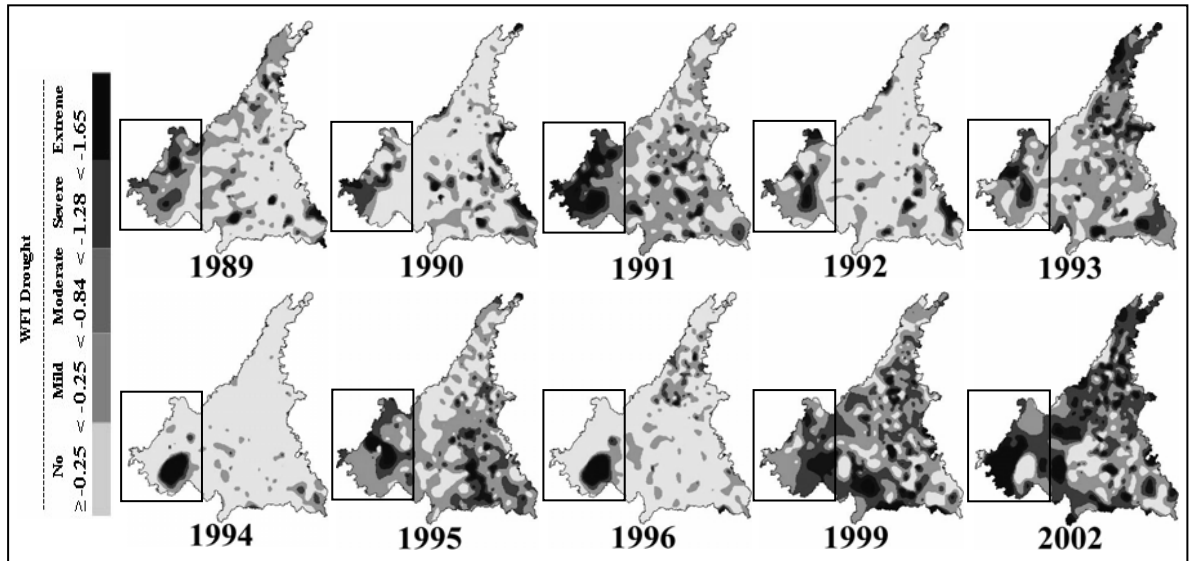 WFI Drought
No Mild Moderate Severe Extreme
≥ -0.25 < -0.25 < -0.84 < -1.28 < -1.65
1989 1990 1991 1992 1993
1994 1995 1996 1999 2002